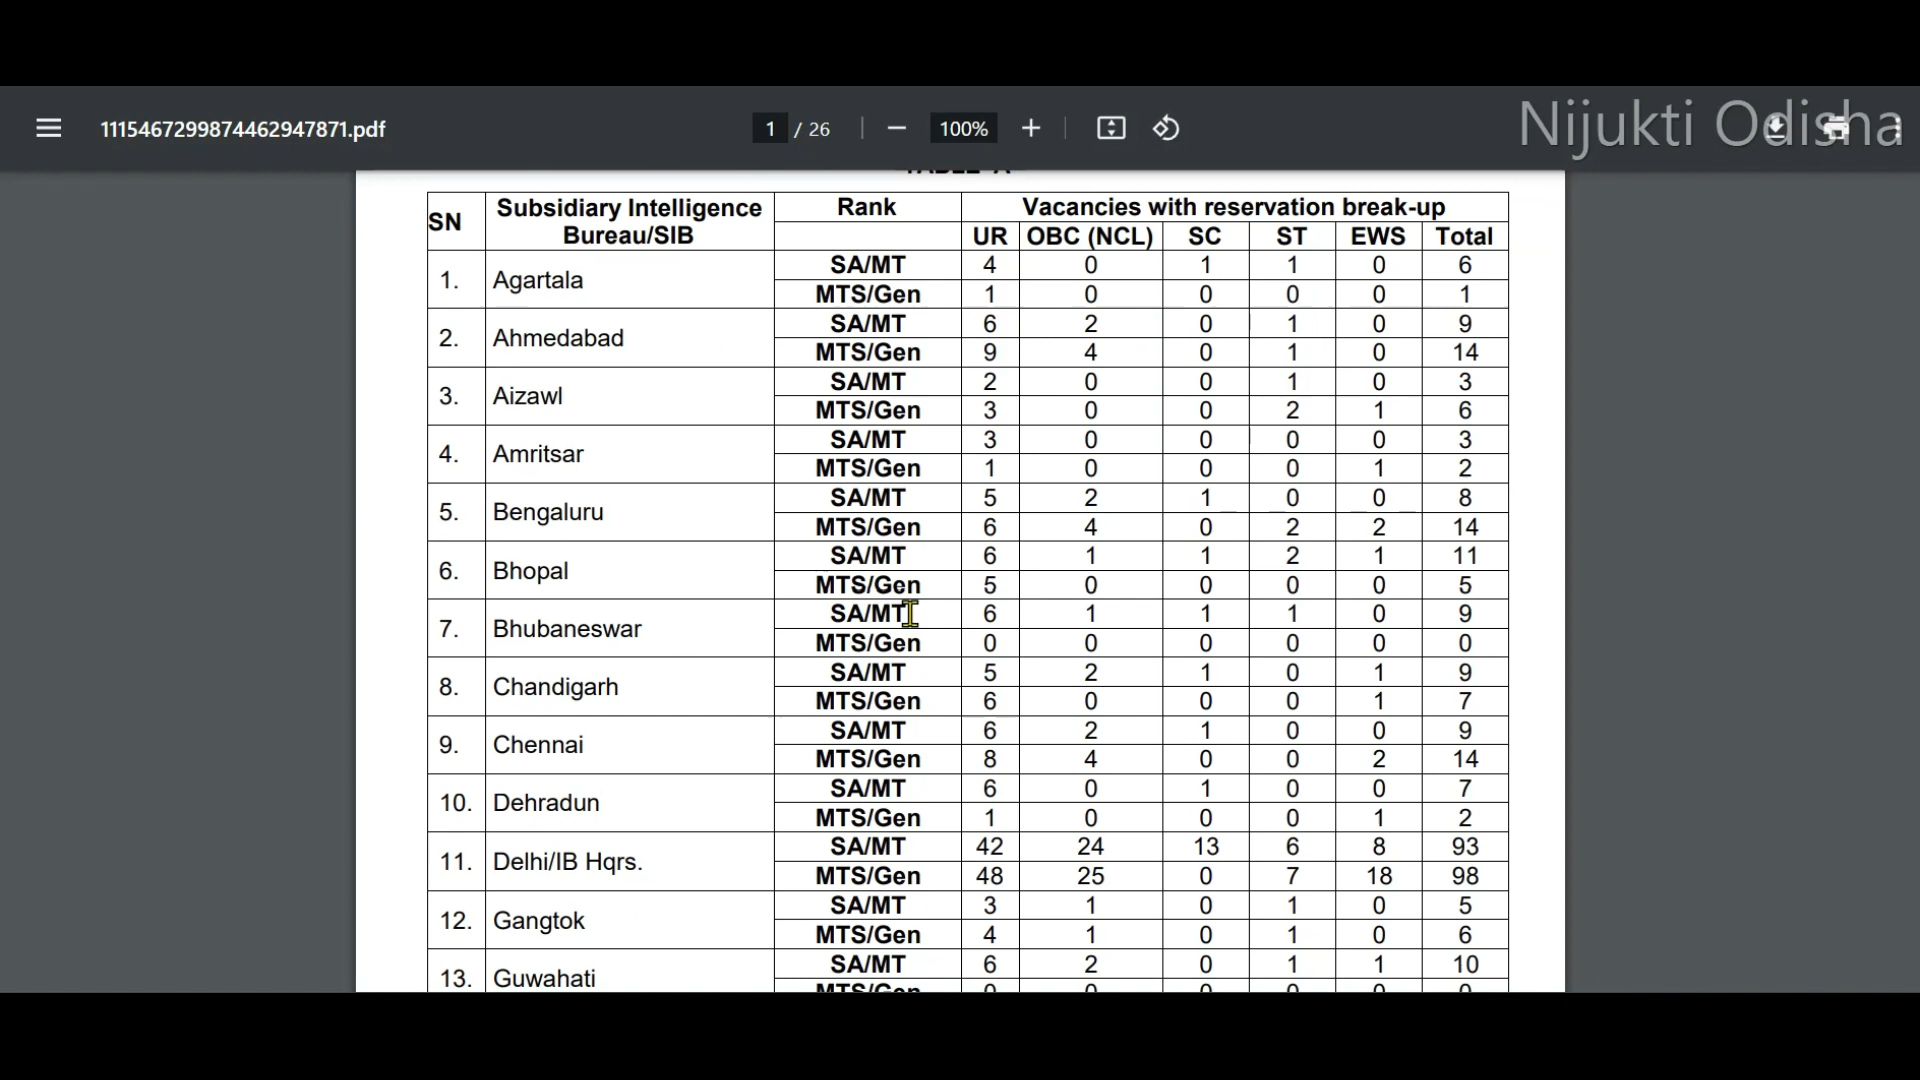 1115467299874462947871.pdf
1 / 26
100%
Nijukti Odisha
TABLE 'A'
SN Subsidiary Intelligence Bureau/SIB Rank Vacancies with reservation break-up
UR OBC (NCL) SC ST EWS Total
1. Agartala SA/MT 4 0 1 1 0 6
MTS/Gen 1 0 0 0 0 1
2. Ahmedabad SA/MT 6 2 0 1 0 9
MTS/Gen 9 4 0 1 0 14
3. Aizawl SA/MT 2 0 0 1 0 3
MTS/Gen 3 0 0 2 1 6
4. Amritsar SA/MT 3 0 0 0 0 3
MTS/Gen 1 0 0 0 1 2
5. Bengaluru SA/MT 5 2 1 0 0 8
MTS/Gen 6 4 0 2 2 14
6. Bhopal SA/MT 6 1 1 2 1 11
MTS/Gen 5 0 0 0 0 5
7. Bhubaneswar SA/MT 6 1 1 1 0 9
MTS/Gen 0 0 0 0 0 0
8. Chandigarh SA/MT 5 2 1 0 1 9
MTS/Gen 6 0 0 0 1 7
9. Chennai SA/MT 6 2 1 0 0 9
MTS/Gen 8 4 0 0 2 14
10. Dehradun SA/MT 6 0 1 0 0 7
MTS/Gen 1 0 0 0 1 2
11. Delhi/IB Hqrs. SA/MT 42 24 13 6 8 93
MTS/Gen 48 25 0 7 18 98
12. Gangtok SA/MT 3 1 0 1 0 5
MTS/Gen 4 1 0 1 0 6
13. Guwahati SA/MT 6 2 0 1 1 10
MTS/Gen